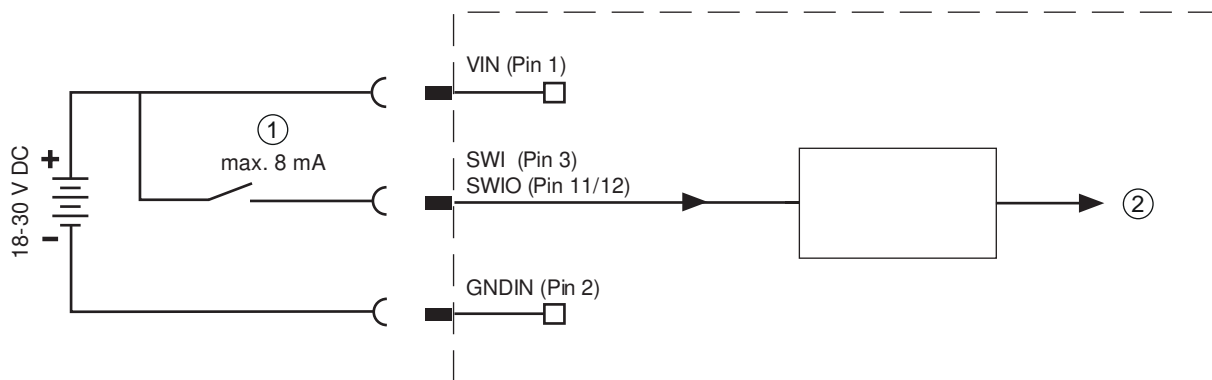 VIN (Pin 1)
①
max. 8 mA
SWI (Pin 3)
SWIO (Pin 11/12)
+
18-30 V DC
-
②
GNDIN (Pin 2)